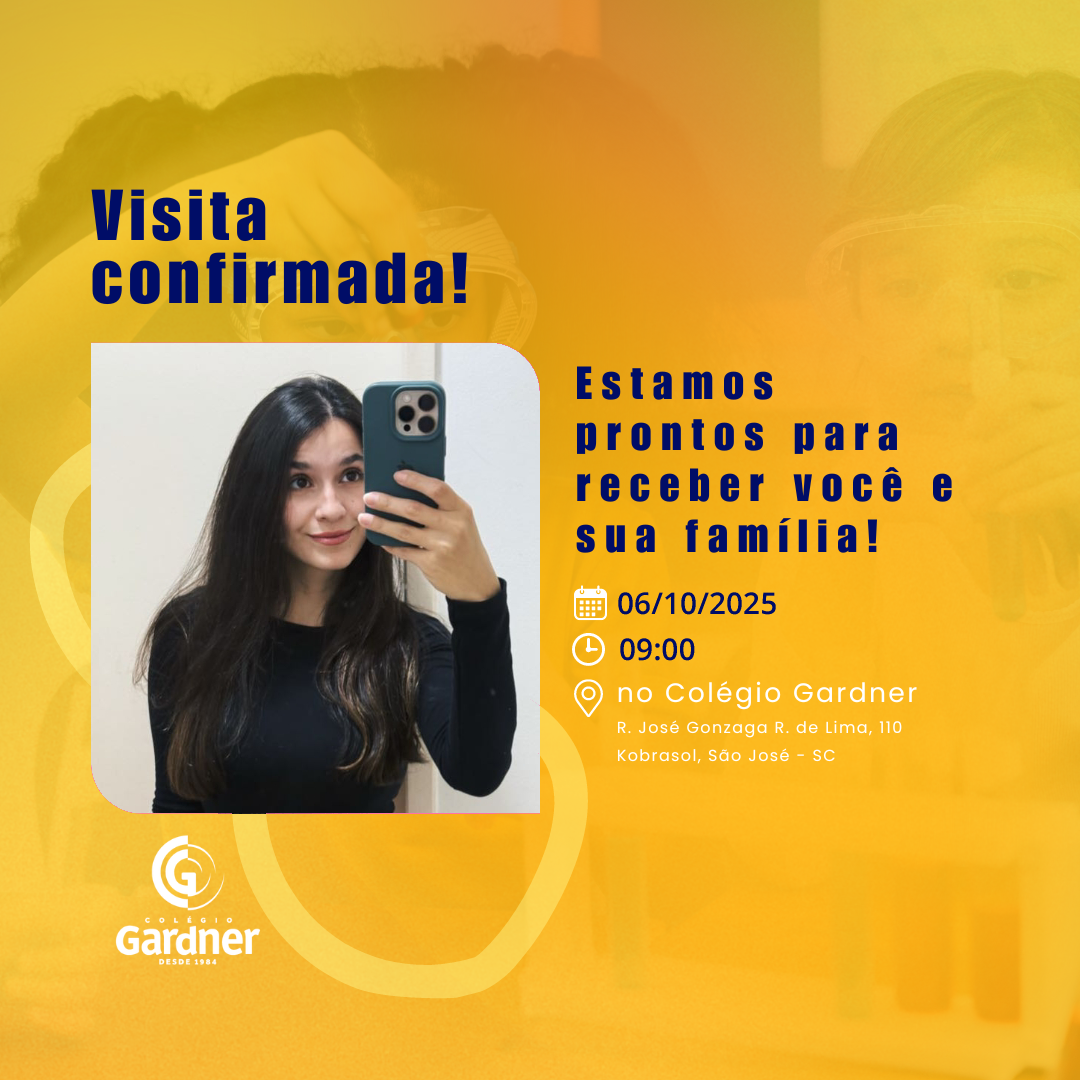 Visita
confirmada!
Estamos
prontos para
receber você e
sua família!
06/10/2025
09:00
no Colégio Gardner
R. José Gonzaga R. de Lima, 110
Kobrasol, São José - SC
G
COLÉGIO
Gardner
DESDE 1984